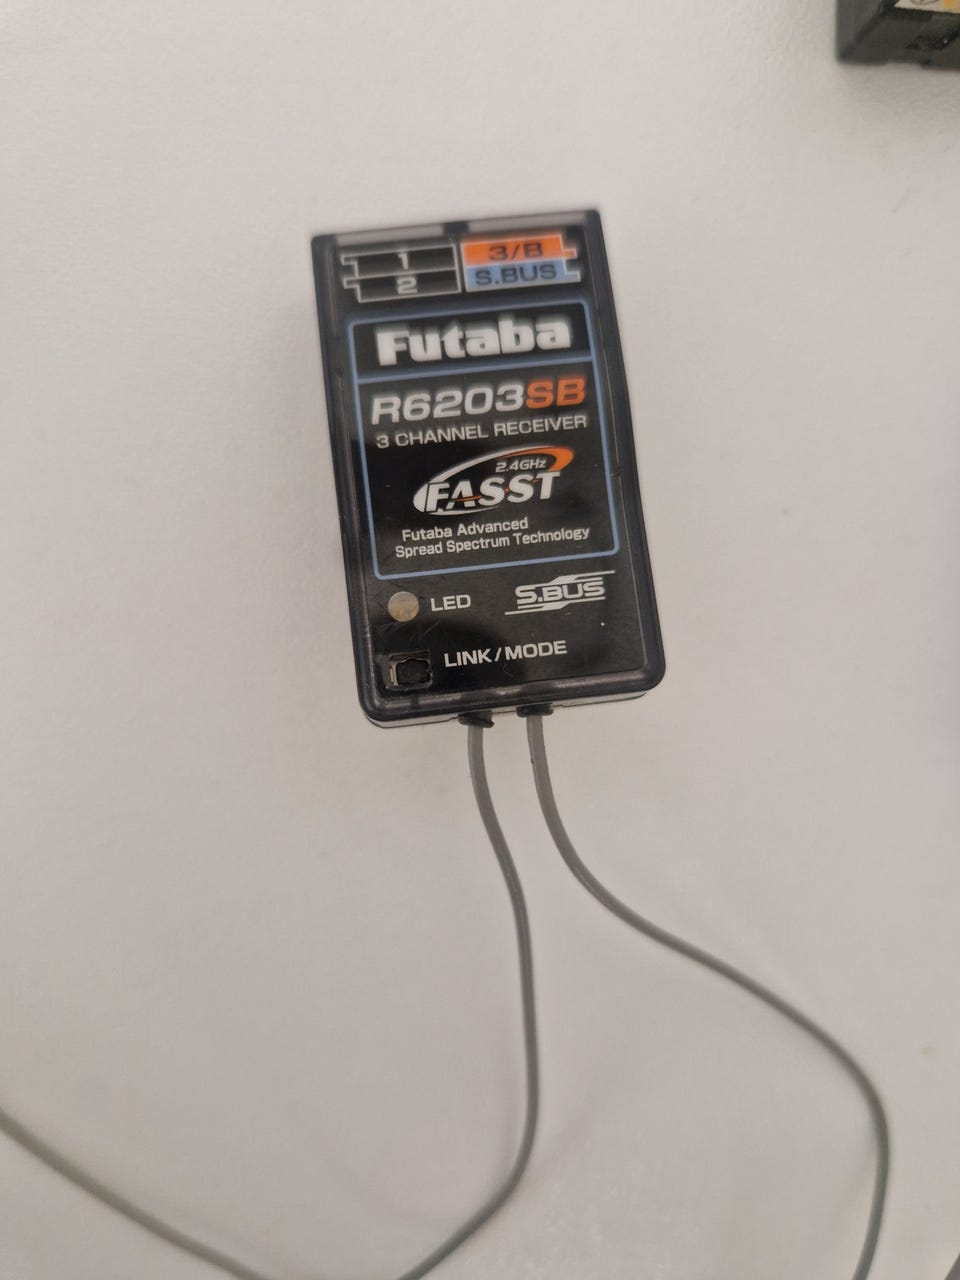 1
2
3/B
S.BUS
Futaba
R6203SB
3 CHANNEL RECEIVER
2.4GHz
FASST
Futaba Advanced
Spread Spectrum Technology
LED
S.BUS
LINK/MODE